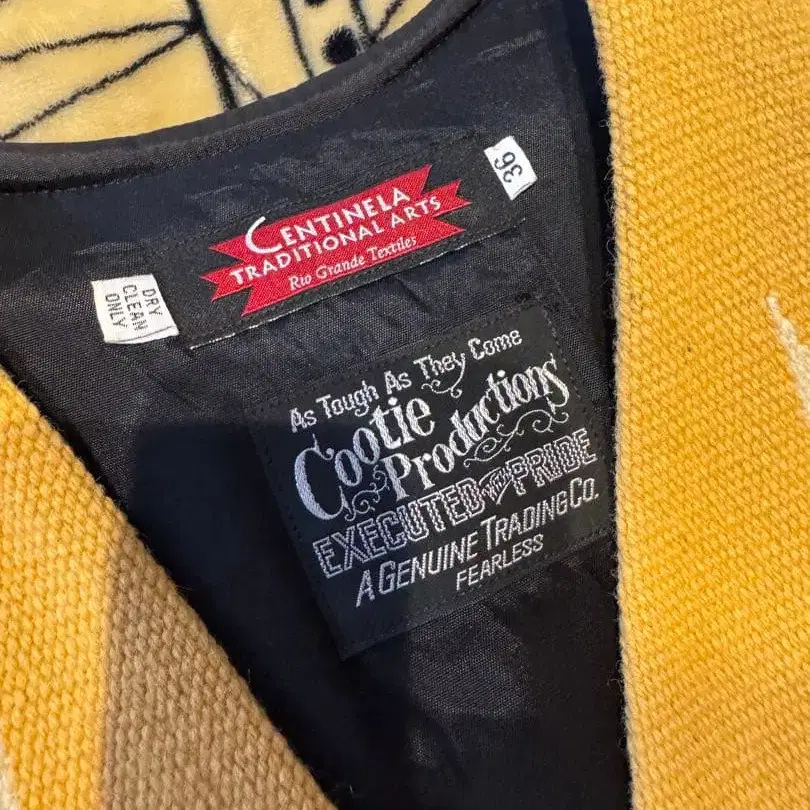 36
CENTINELA
TRADITIONAL ARTS
Rio Grande Textiles
DRY
CLEAN
ONLY
As Tough As They Come
Cootie
Productions
EXECUTED WITH PRIDE
A GENUINE TRADING CO.
FEARLESS